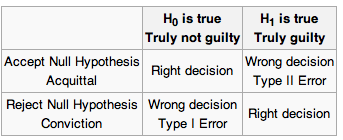 H₀ is true
Truly not guilty
H₁ is true
Truly guilty
Accept Null Hypothesis
Acquittal
Right decision
Wrong decision
Type II Error
Reject Null Hypothesis
Conviction
Wrong decision
Type I Error
Right decision